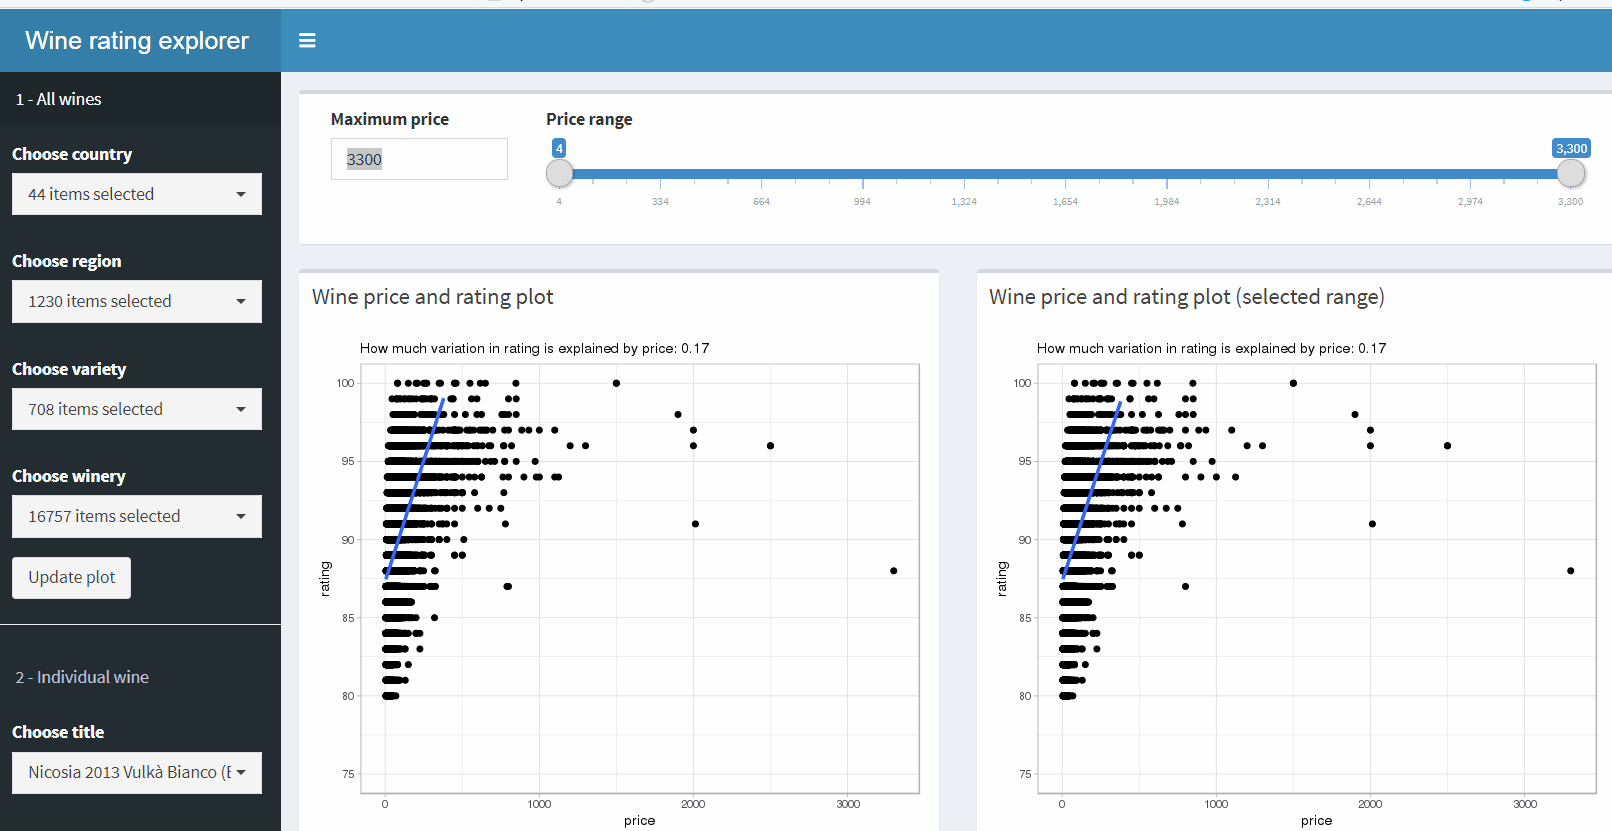 Wine rating explorer
1 - All wines
Choose country
44 items selected
Choose region
1230 items selected
Choose variety
708 items selected
Choose winery
16757 items selected
Update plot
2 - Individual wine
Choose title
Nicosia 2013 Vulkà Bianco (E
Maximum price
3300
Price range
4
3,300
4 334 664 994 1,324 1,654 1,984 2,314 2,644 2,974 3,300
Wine price and rating plot
How much variation in rating is explained by price: 0.17
100
95
90
85
80
75
rating
0 1000 2000 3000
price
Wine price and rating plot (selected range)
How much variation in rating is explained by price: 0.17
100
95
90
85
80
75
rating
0 1000 2000 3000
price